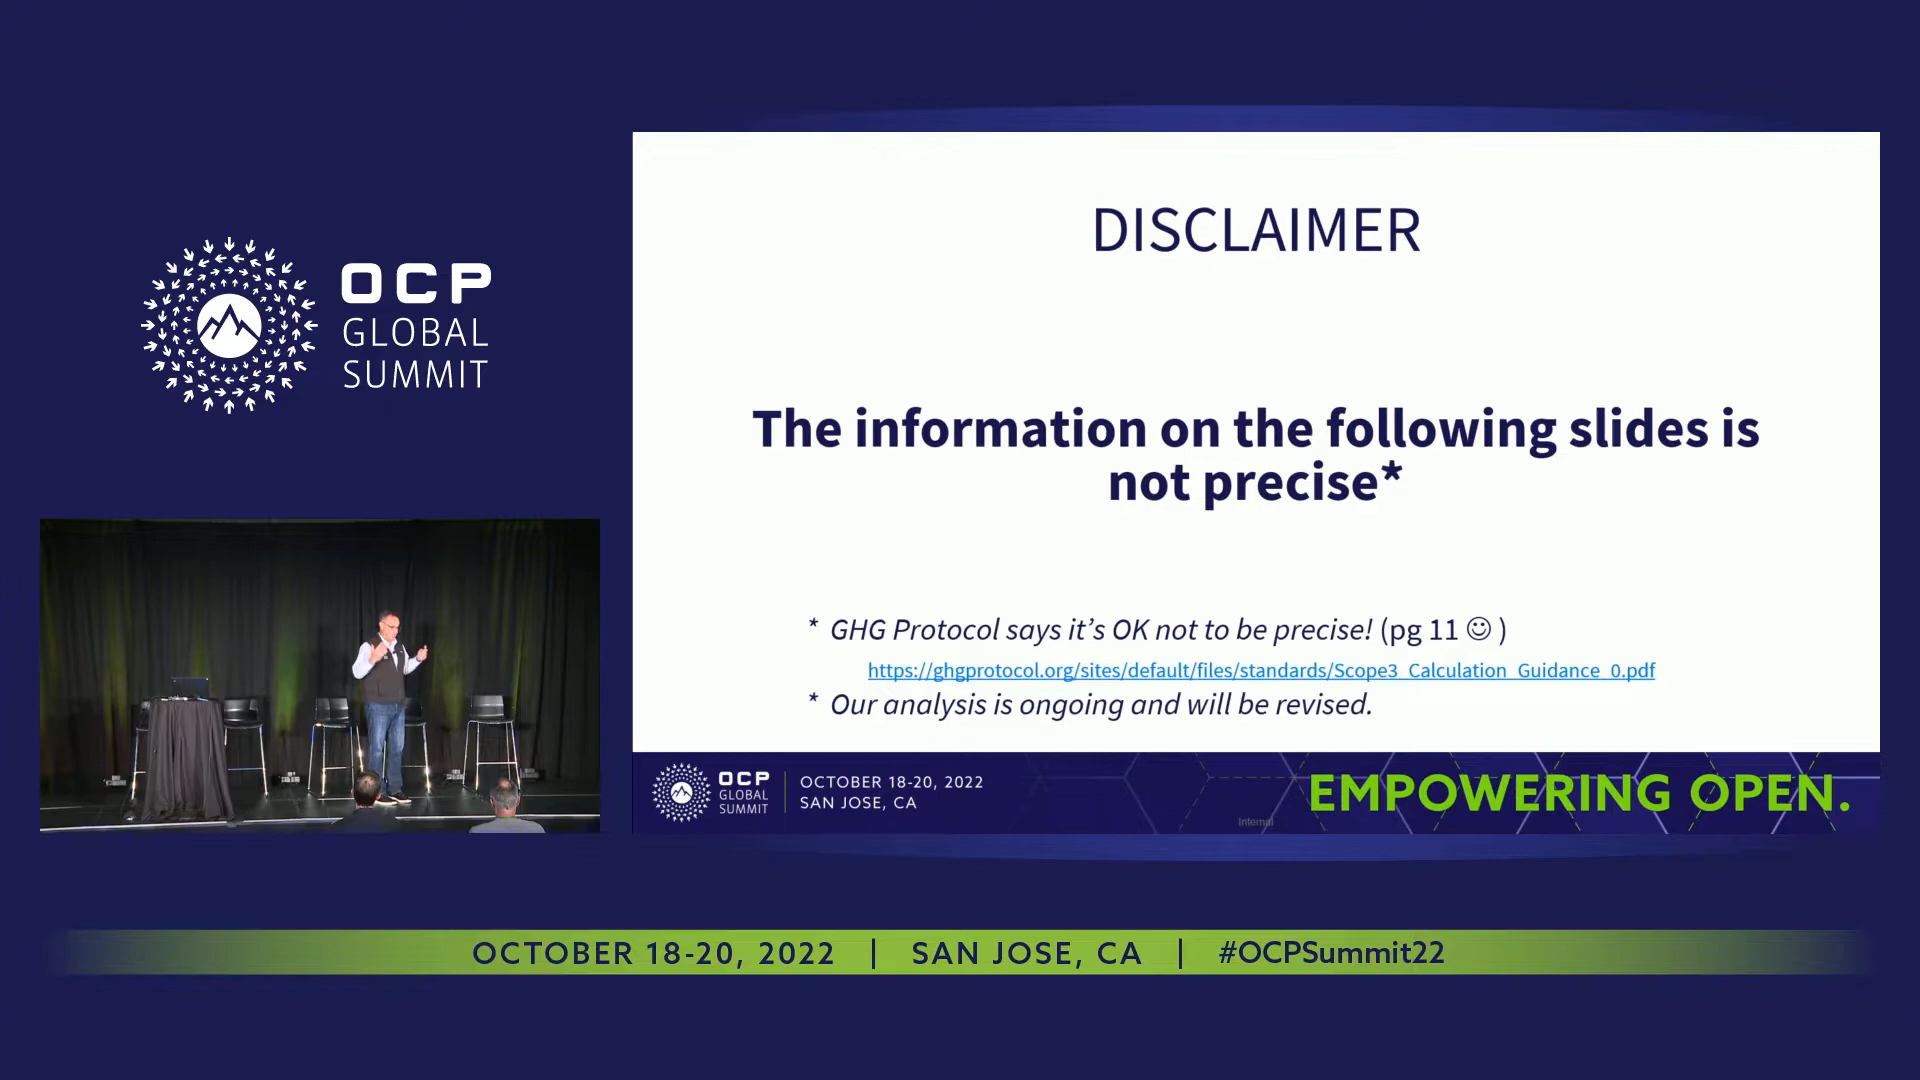 OCP
GLOBAL
SUMMIT
DISCLAIMER
The information on the following slides is
not precise*
* GHG Protocol says it's OK not to be precise! (pg 11 ☺ )
https://ghgprotocol.org/sites/default/files/standards/Scope3_Calculation_Guidance_0.pdf
* Our analysis is ongoing and will be revised.
OCP
GLOBAL
SUMMIT
OCTOBER 18-20, 2022
SAN JOSE, CA
Internal
EMPOWERING OPEN.
OCTOBER 18-20, 2022 | SAN JOSE, CA | #OCPSummit22